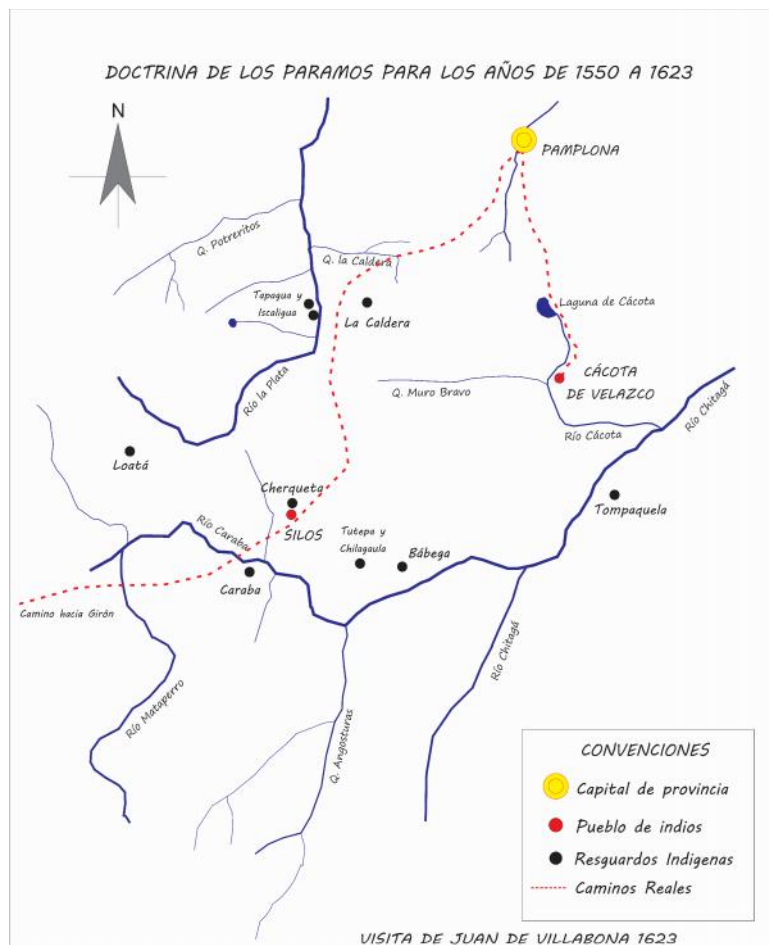 DOCTRINA DE LOS PARAMOS PARA LOS AÑOS DE 1550 A 1623
N
PAMPLONA
Q. Potreritos
Q. la Caldera
Tapagua y
Iscaligua
La Caldera
Laguna de Cácota
CÁCOTA
DE VELAZCO
Q. Muro Bravo
Río la Plata
Río Cácota
Río Chitagá
Loatá
Cherqueta
SILOS
Río Caraba
Tutepa y
Chilagaula
Bábega
Tompaquela
Caraba
Camino hacia Girón
Río Mataperro
Q. Angosturas
Río Chitagá
CONVENCIONES
Capital de provincia
Pueblo de indios
Resguardos Indigenas
Caminos Reales
VISITA DE JUAN DE VILLABONA 1623